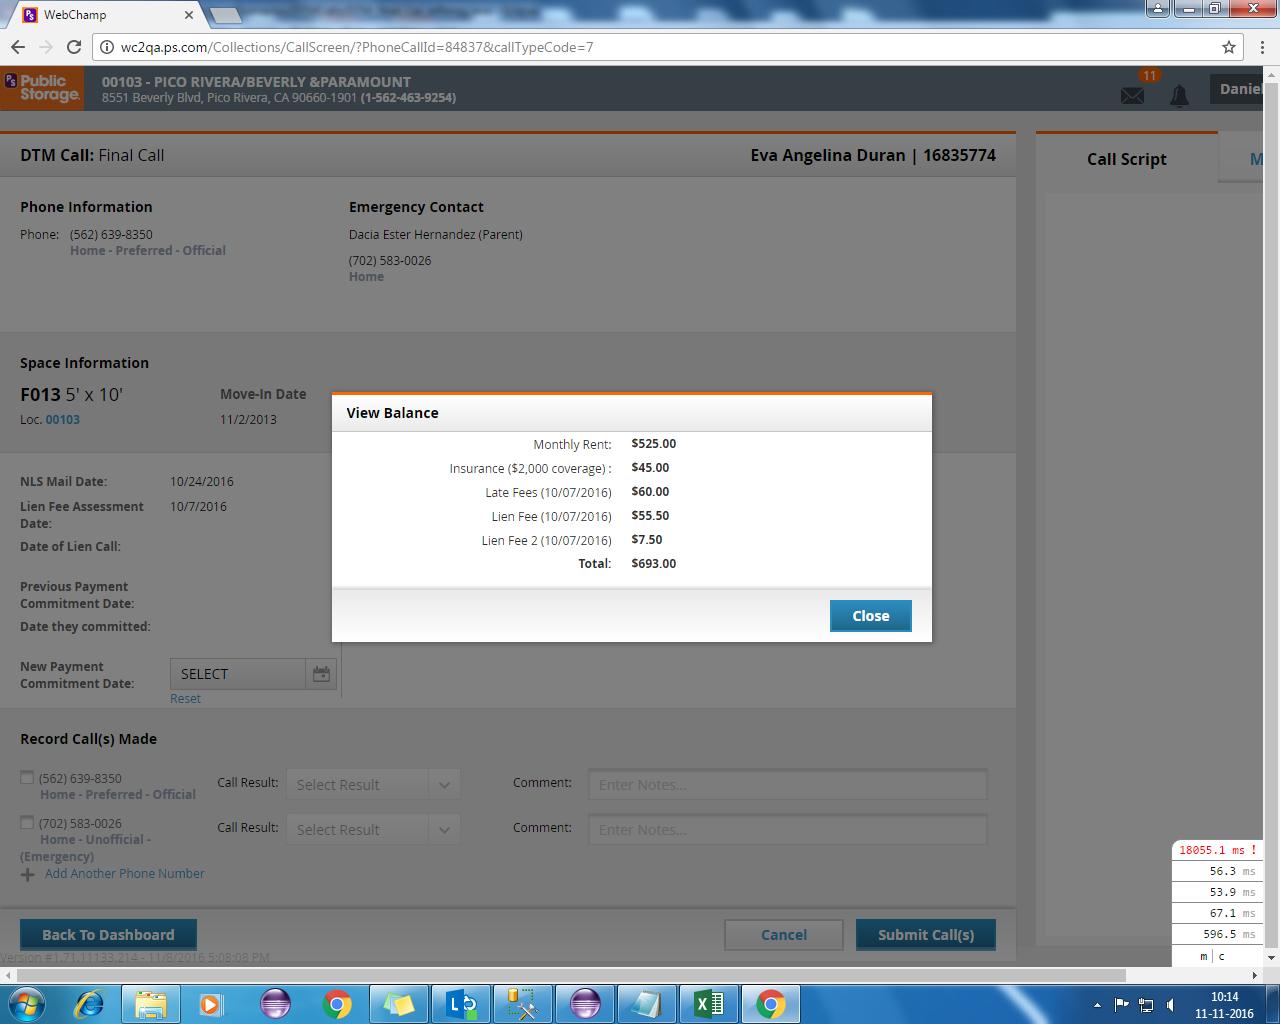 WebChamp
wc2qa.ps.com/Collections/CallScreen/?PhoneCallId=84837&callTypeCode=7
PS Public Storage.
00103 - PICO RIVERA/BEVERLY &PARAMOUNT
8551 Beverly Blvd, Pico Rivera, CA 90660-1901 (1-562-463-9254)
11
Daniel
DTM Call: Final Call
Eva Angelina Duran | 16835774
Call Script
M
Phone Information
Phone: (562) 639-8350
Home - Preferred - Official
Emergency Contact
Dacia Ester Hernandez (Parent)
(702) 583-0026
Home
Space Information
F013 5' x 10'
Loc. 00103
Move-In Date
11/2/2013
NLS Mail Date: 10/24/2016
Lien Fee Assessment Date: 10/7/2016
Date of Lien Call:
Previous Payment
Commitment Date:
Date they committed:
New Payment
Commitment Date:
SELECT
Reset
View Balance
Monthly Rent: $525.00
Insurance ($2,000 coverage) : $45.00
Late Fees (10/07/2016) $60.00
Lien Fee (10/07/2016) $55.50
Lien Fee 2 (10/07/2016) $7.50
Total: $693.00
Close
Record Call(s) Made
(562) 639-8350 Call Result: Select Result Comment: Enter Notes...
Home - Preferred - Official
(702) 583-0026 Call Result: Select Result Comment: Enter Notes...
Home - Unofficial -
(Emergency)
Add Another Phone Number
Back To Dashboard
Cancel
Submit Call(s)
Version #1.71.11133.214 - 11/8/2016 5:08:08 PM
18055.1 ms !
56.3 ms
53.9 ms
67.1 ms
596.5 ms
m | c
10:14
11-11-2016